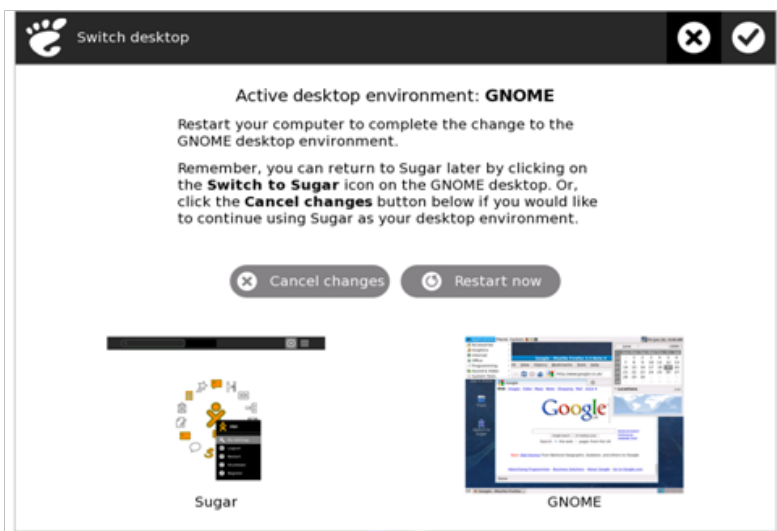 Switch desktop
Active desktop environment: GNOME
Restart your computer to complete the change to the
GNOME desktop environment.
Remember, you can return to Sugar later by clicking on
the Switch to Sugar icon on the GNOME desktop. Or,
click the Cancel changes button below if you would like
to continue using Sugar as your desktop environment.
Cancel changes
Restart now
Google
Sugar
GNOME